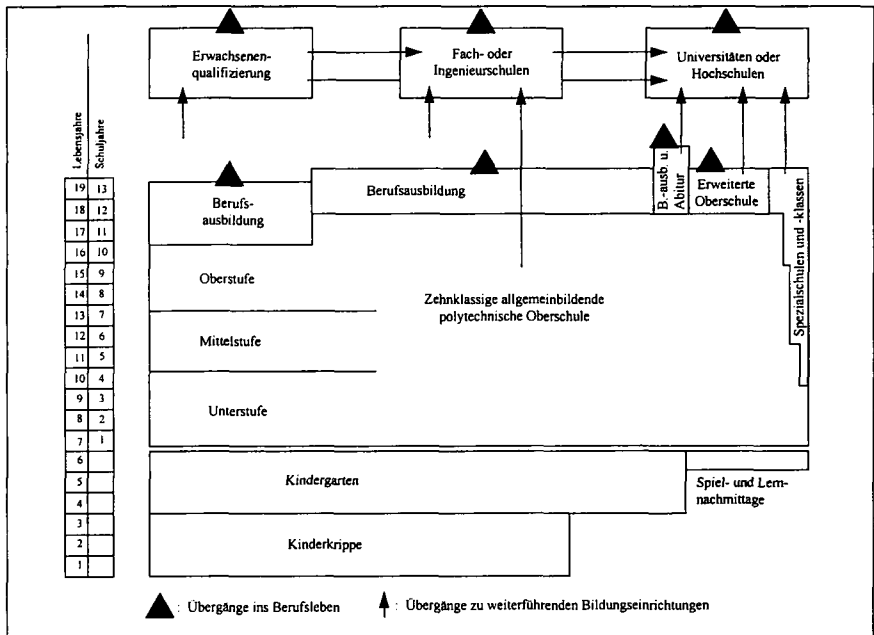 Erwachsenen-
qualifizierung
Fach- oder
Ingenieurschulen
Universitäten oder
Hochschulen
Lebensjahre
Schuljahre
19 13
18 12
17 11
16 10
15 9
14 8
13 7
12 6
11 5
10 4
9 3
8 2
7 1
6
5
4
3
2
1
Berufs-
ausbildung
Berufsausbildung
B.-ausb. u.
Abitur
Erweiterte
Oberschule
Spezialschulen und -klassen
Oberstufe
Zehnklassige allgemeinbildende
polytechnische Oberschule
Mittelstufe
Unterstufe
Kindergarten
Spiel- und Lern-
nachmittage
Kinderkrippe
: Übergänge ins Berufsleben
: Übergänge zu weiterführenden Bildungseinrichtungen